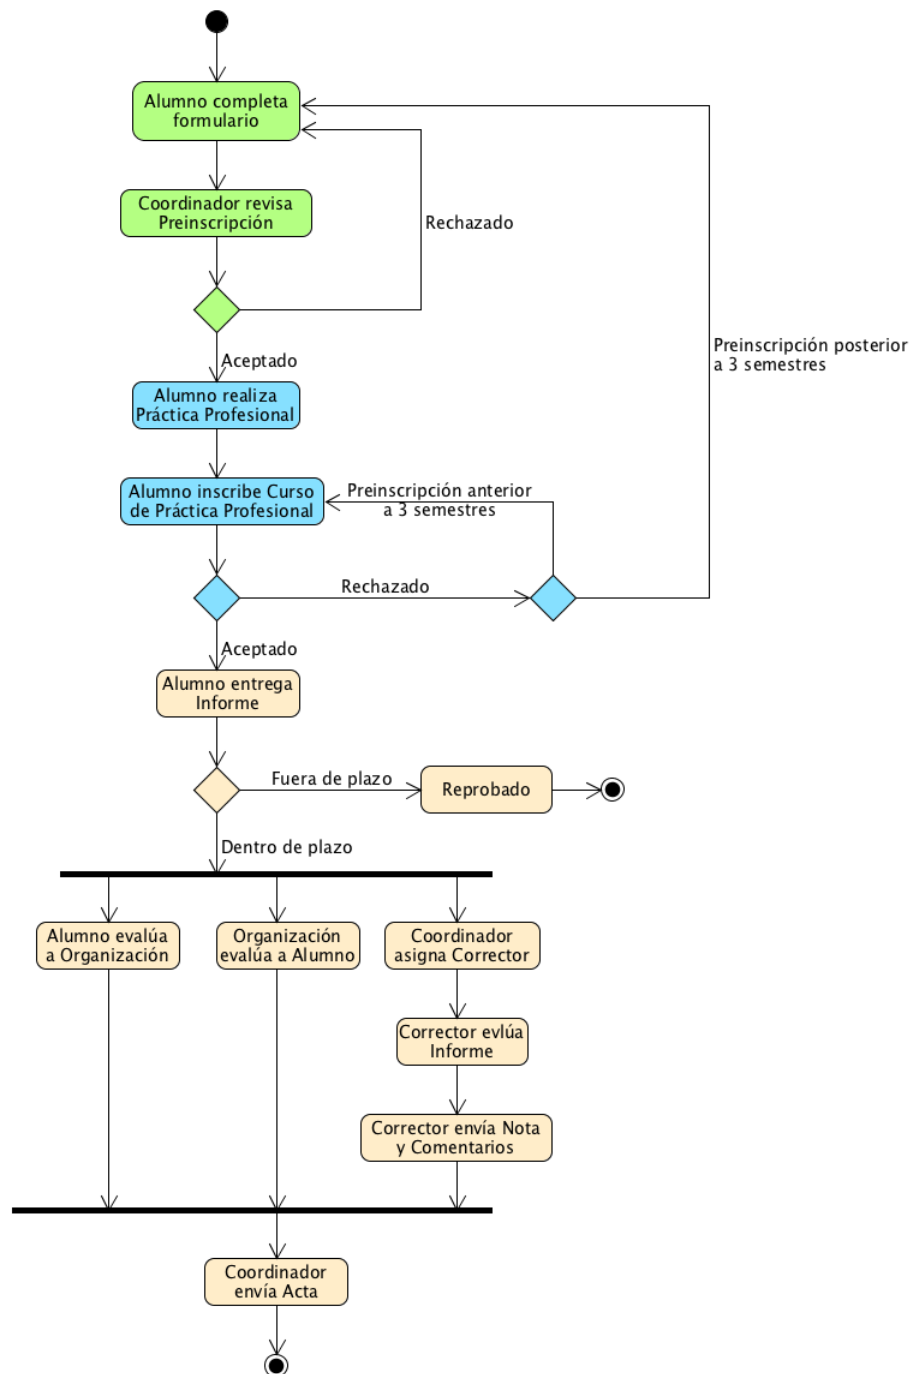 Alumno completa
formulario
Coordinador revisa
Preinscripción
Rechazado
Aceptado
Preinscripción posterior
a 3 semestres
Alumno realiza
Práctica Profesional
Alumno inscribe Curso
de Práctica Profesional
Preinscripción anterior
a 3 semestres
Rechazado
Aceptado
Alumno entrega
Informe
Fuera de plazo
Reprobado
Dentro de plazo
Alumno evalúa
a Organización
Organización
evalúa a Alumno
Coordinador
asigna Corrector
Corrector evlúa
Informe
Corrector envía Nota
y Comentarios
Coordinador
envía Acta